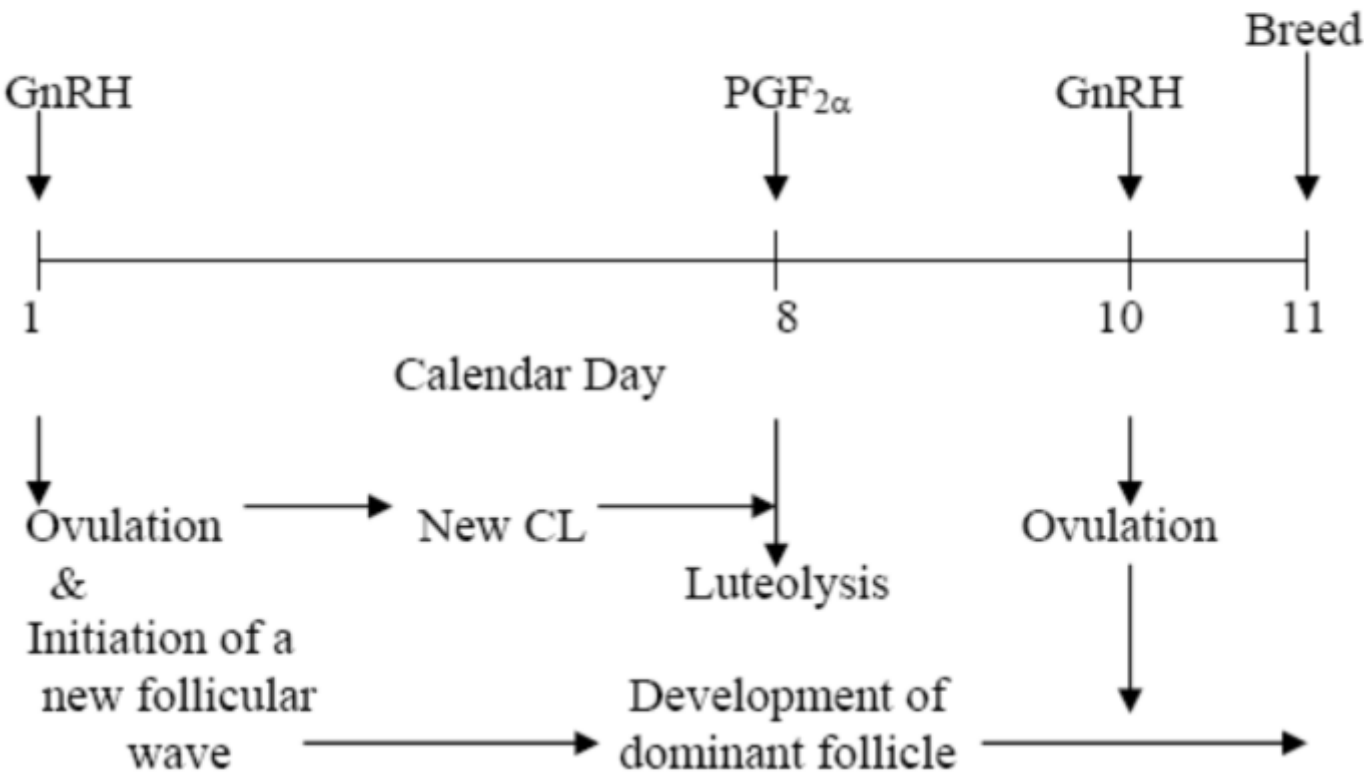 Breed
GnRH PGF₂α GnRH
1 8 10 11
Calendar Day
Ovulation New CL Ovulation
& Luteolysis
Initiation of a
new follicular Development of
wave dominant follicle